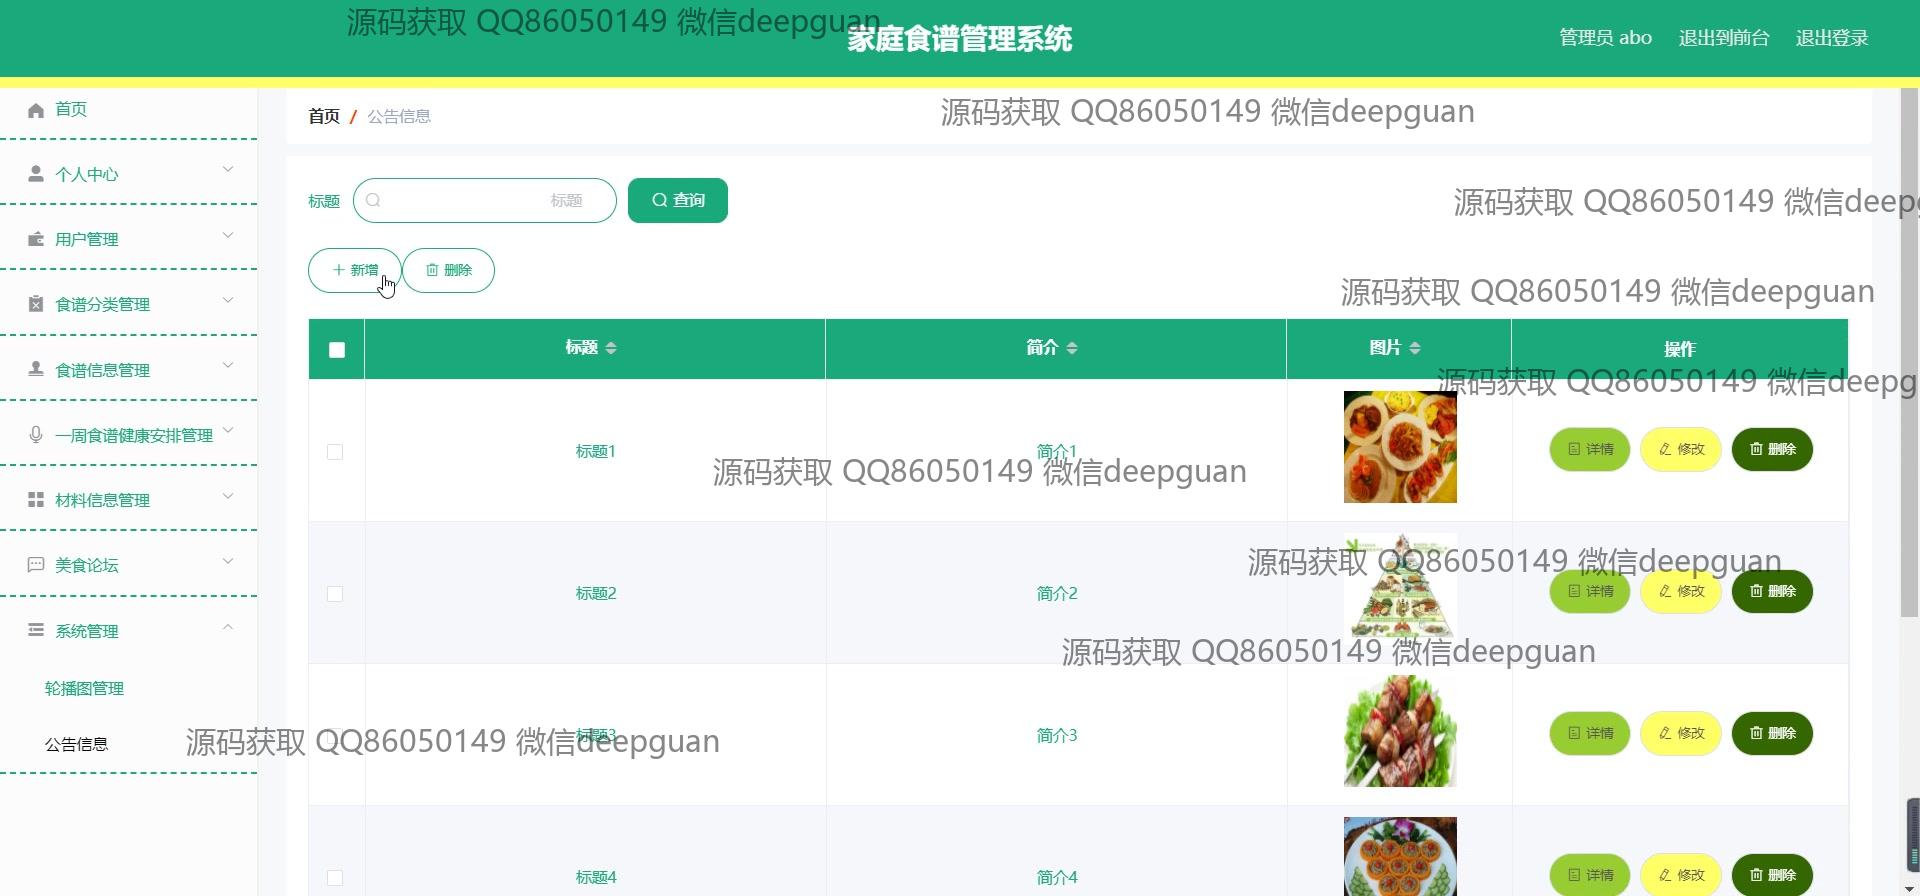 源码获取 QQ86050149 微信deepguan
家庭食谱管理系统
管理员 abo 退出到前台 退出登录
首页
首页 / 公告信息
源码获取 QQ86050149 微信deepguan
个人中心
标题 标题 查询
源码获取 QQ86050149 微信deep
用户管理
新增 删除
源码获取 QQ86050149 微信deepguan
食谱分类管理
标题 简介 图片 操作
食谱信息管理
源码获取 QQ86050149 微信deepg
一周食谱健康安排管理
标题1 简介1 详情 修改 删除
源码获取 QQ86050149 微信deepguan
材料信息管理
源码获取 QQ86050149 微信deepguan
美食论坛
标题2 简介2 详情 修改 删除
系统管理
源码获取 QQ86050149 微信deepguan
轮播图管理
标题3 简介3 详情 修改 删除
公告信息
源码获取 QQ86050149 微信deepguan
标题4 简介4 详情 修改 删除